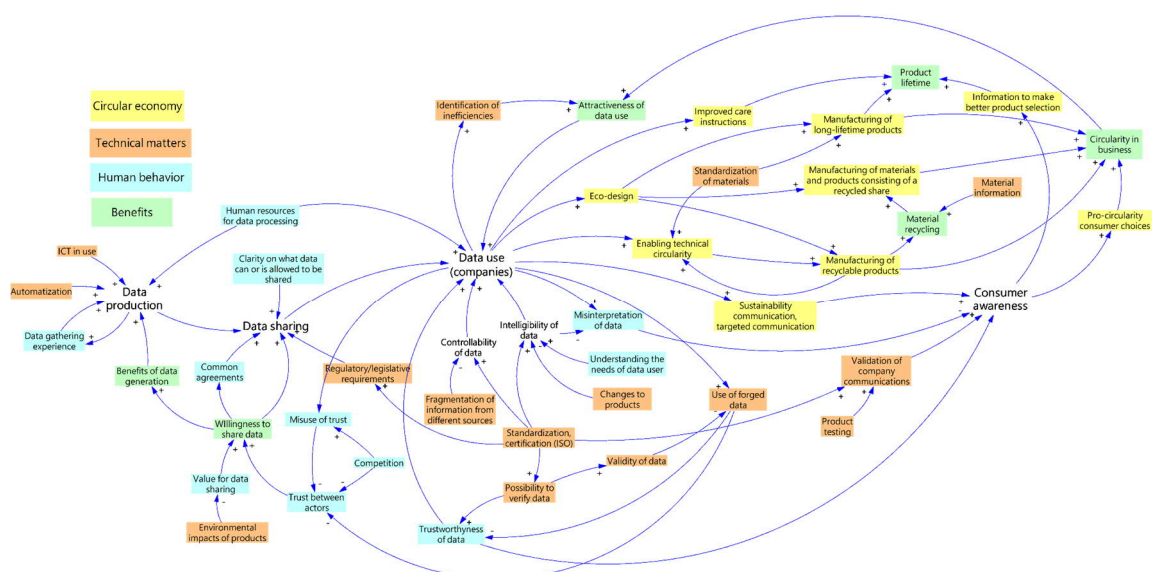 Circular economy
Technical matters
Human behavior
Benefits
Identification of
inefficiencies
Attractiveness of
data use
Improved care
instructions
Product
lifetime
Information to make
better product selection
Manufacturing of
long-lifetime products
Circularity in
business
Standardization
of materials
Manufacturing of materials
and products consisting of a
recycled share
Material
information
Eco-design
Material
recycling
Pro-circularity
consumer choices
Human resources
for data processing
ICT in use
Clarity on what data
can or is allowed to be
shared
Data use
(companies)
Enabling technical
circularity
Manufacturing of
recyclable products
Automatization
Data
production
Data sharing
Data gathering
experience
Misinterpretation
of data
Sustainability
communication,
targeted communication
Consumer
awareness
Intelligibility of
data
Controllability
of data
Understanding the
needs of data user
Benefits of data
generation
Common
agreements
Regulatory/legislative
requirements
Validation of
company
communications
Fragmentation of
information from
different sources
Changes to
products
Use of forged
data
WIllingness to
share data
Misuse of trust
Standardization,
certification (ISO)
Product
testing
Competition
Validity of data
Value for data
sharing
Trust between
actors
Possibility to
verify data
Environmental
impacts of products
Trustworthyness
of data